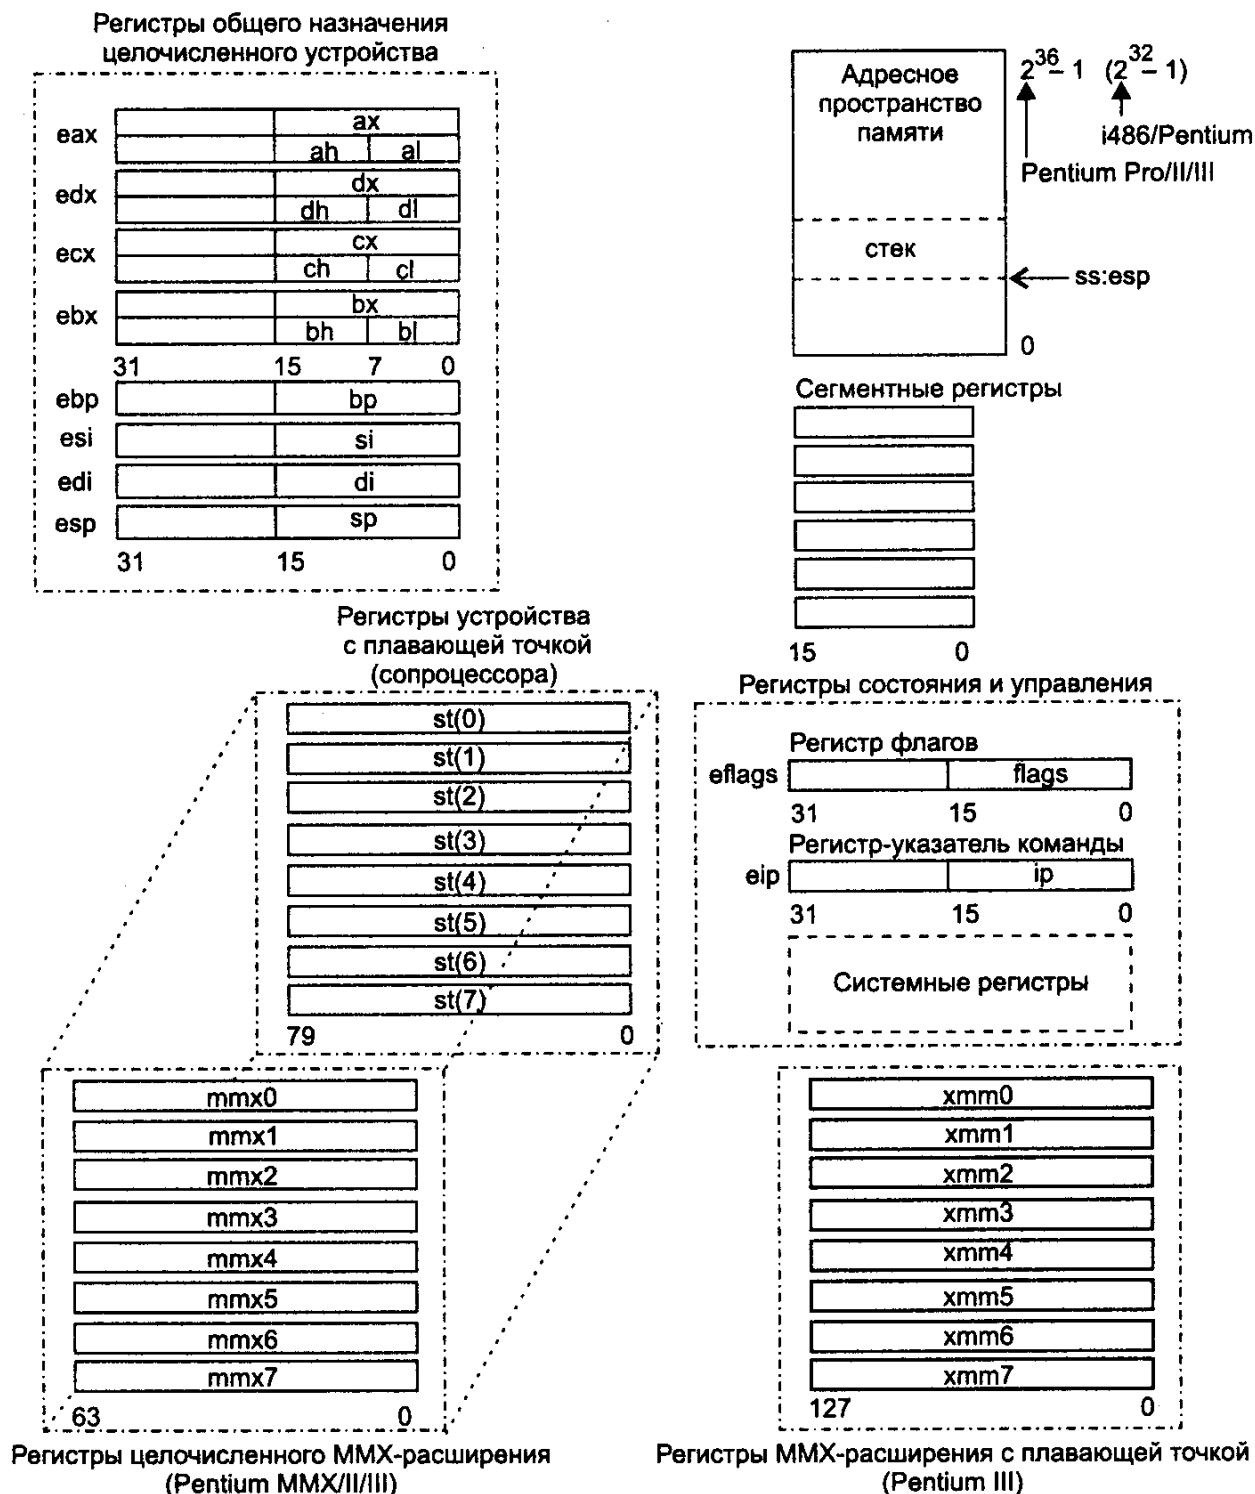 Регистры общего назначения
целочисленного устройства
eax
ax
ah
al
edx
dx
dh
dl
ecx
cx
ch
cl
ebx
bx
bh
bl
31 15 7 0
ebp
bp
esi
si
edi
di
esp
sp
31 15 0
Адресное
пространство
памяти
2^36 – 1 (2^32 – 1)
i486/Pentium
Pentium Pro/II/III
стек
ss:esp
0
Сегментные регистры
15 0
Регистры устройства
с плавающей точкой
(сопроцессора)
st(0)
st(1)
st(2)
st(3)
st(4)
st(5)
st(6)
st(7)
79 0
Регистры состояния и управления
Регистр флагов
eflags
flags
31 15 0
Регистр-указатель команды
eip
ip
31 15 0
Системные регистры
mmx0
mmx1
mmx2
mmx3
mmx4
mmx5
mmx6
mmx7
63 0
Регистры целочисленного MMX-расширения
(Pentium MMX/II/III)
xmm0
xmm1
xmm2
xmm3
xmm4
xmm5
xmm6
xmm7
127 0
Регистры MMX-расширения с плавающей точкой
(Pentium III)